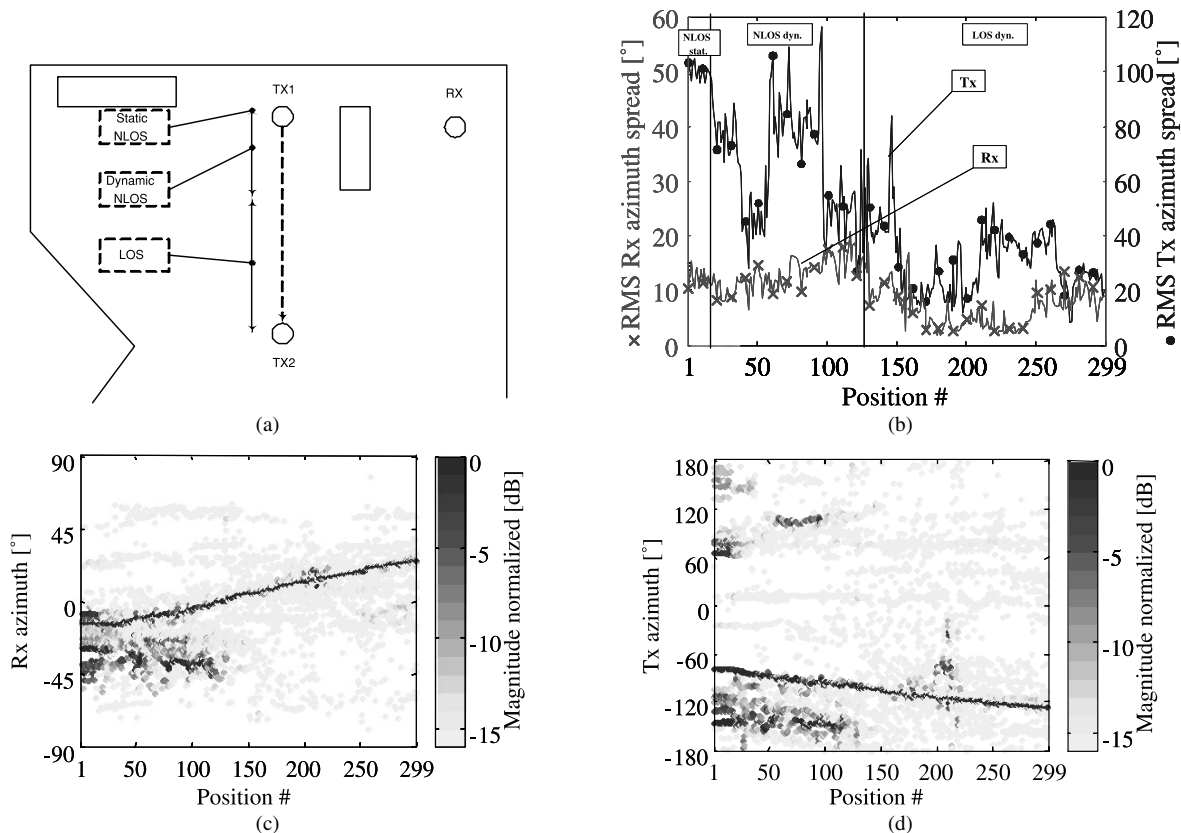 TX1
RX
Static
NLOS
Dynamic
NLOS
LOS
TX2
(a)
NLOS
stat.
NLOS dyn.
LOS dyn.
Tx
Rx
× RMS Rx azimuth spread [°]
60
50
40
30
20
10
0
120
100
80
60
40
20
0
● RMS Tx azimuth spread [°]
1
50
100
150
200
250
299
Position #
(b)
Rx azimuth [°]
90
45
0
-45
-90
1
50
100
150
200
250
299
Position #
0
-5
-10
-15
Magnitude normalized [dB]
(c)
Tx azimuth [°]
180
120
60
0
-60
-120
-180
1
50
100
150
200
250
299
Position #
0
-5
-10
-15
Magnitude normalized [dB]
(d)